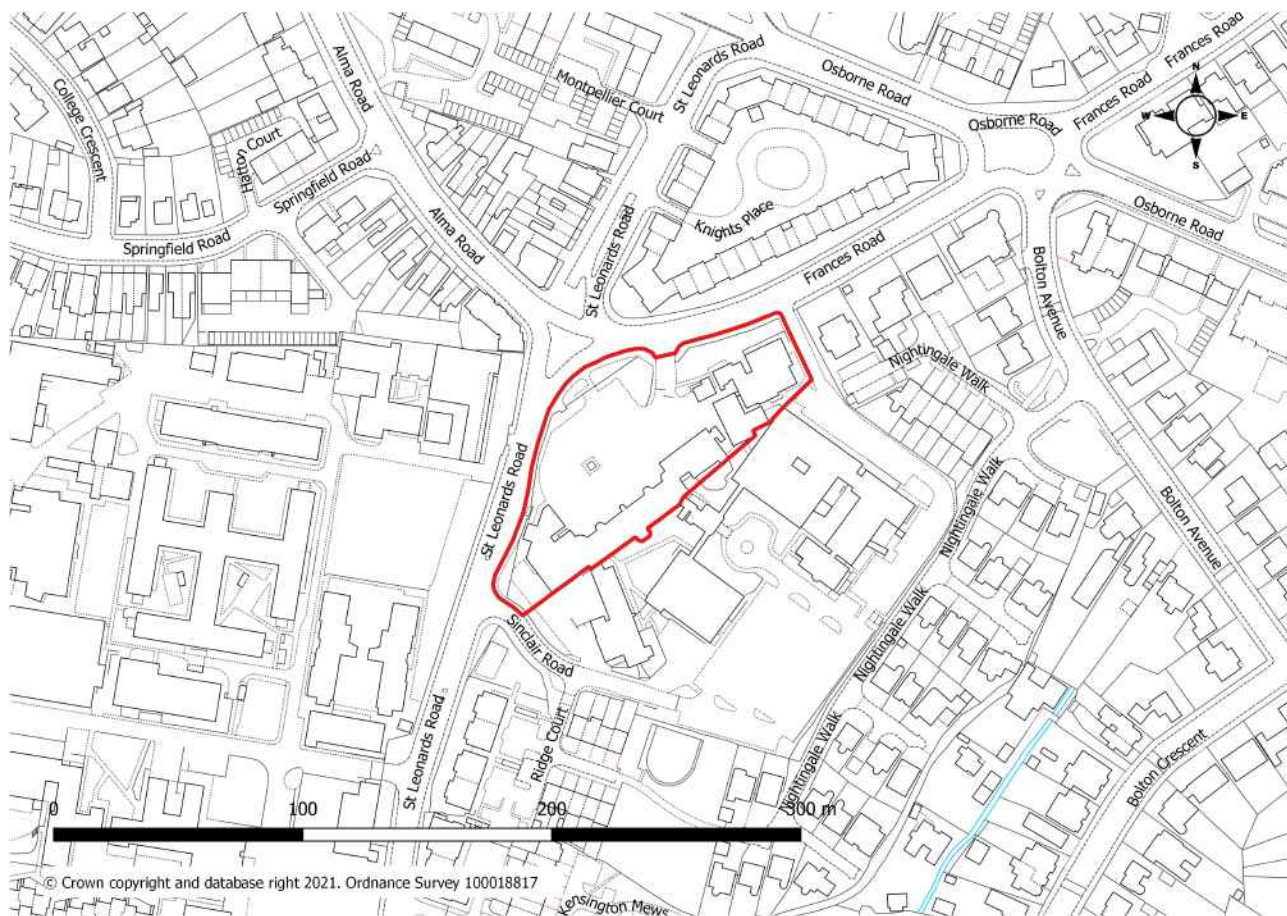 St Leonards Road
Osborne Road
Frances Road
Montpellier Court
Alma Road
College Crescent
Hatton Court
Springfield Road
Osborne Road
Frances Road
N
W
E
S
Springfield Road
Alma Road
St Leonards Road
Knights Place
Frances Road
Osborne Road
Bolton Avenue
St Leonards Road
Nightingale Walk
St Leonards Road
Nightingale Walk
Bolton Avenue
Sinclair Road
Nightingale Walk
St Leonards Road
Ridge Court
Nightingale Walk
Bolton Crescent
0 100 200 300 m
© Crown copyright and database right 2021. Ordnance Survey 100018817
Kensington Mews